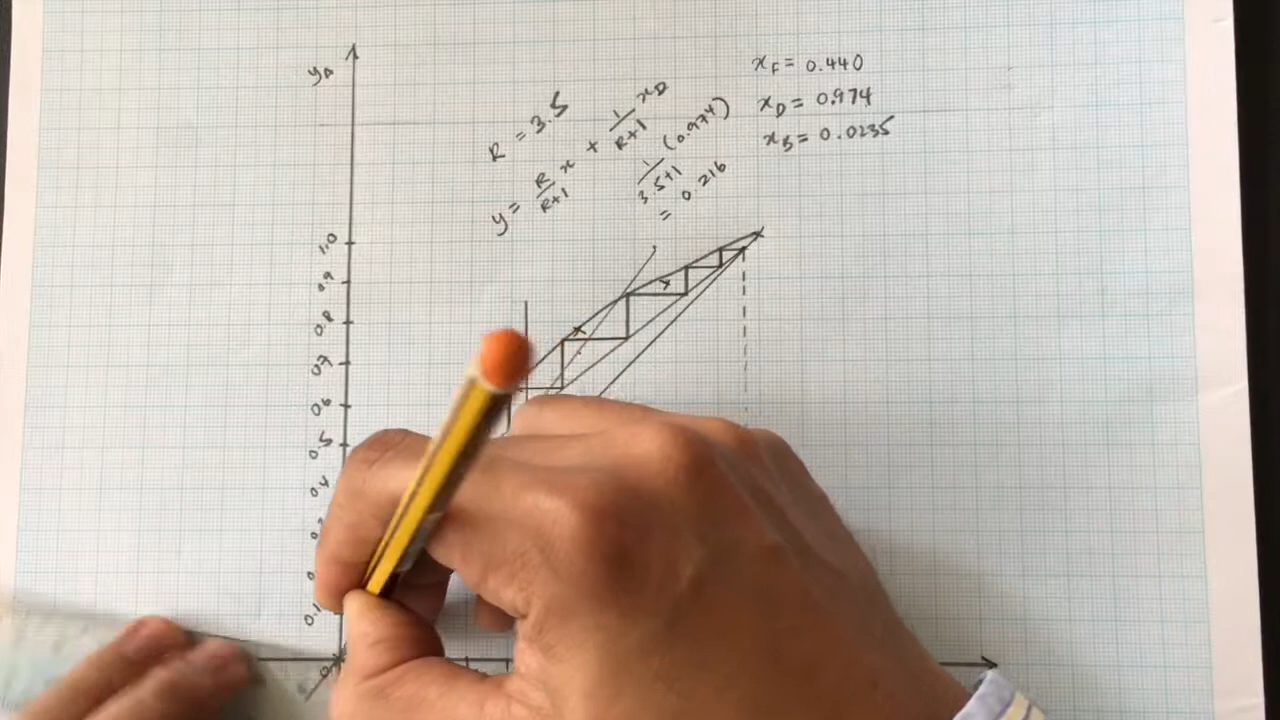 yA
R = 3.5
y = R/R+1 x + 1/R+1 xD
1/3.5+1 (0.974)
= 0.216
xF = 0.440
xD = 0.974
xB = 0.0235
1.0
0.9
0.8
0.7
0.6
0.5
0.4
0.1